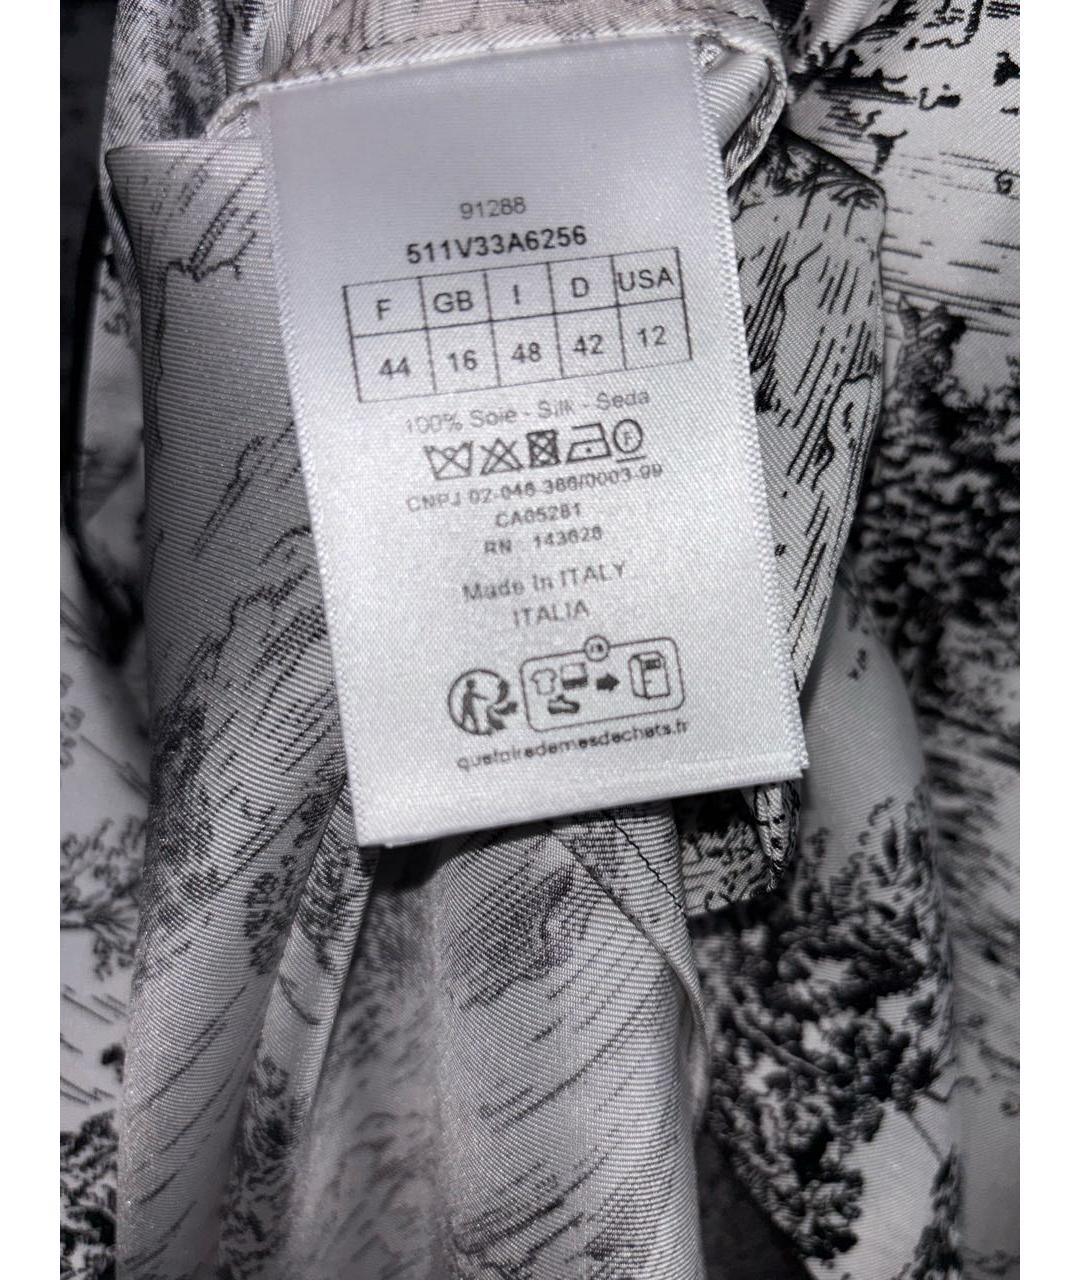 91288
511V33A6256
F GB I D USA
44 16 48 42 12
100% Soie - Silk - Seda
F
CNPJ 02-046-386/0003-99
CA05281
RN 143628
Made In ITALY
ITALIA
FR
quefairedemesdechets.fr